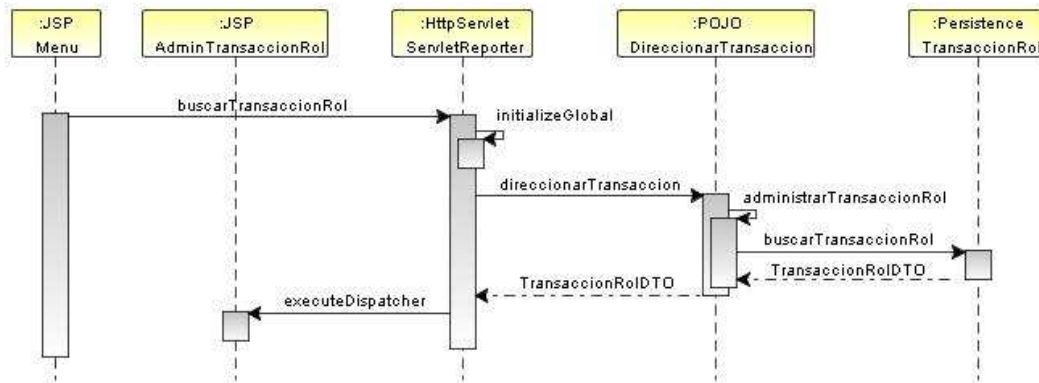 :JSP
Menu
:JSP
AdminTransaccionRol
:HttpServlet
ServletReporter
:POJO
DireccionarTransaccion
:Persistence
TransaccionRol
buscarTransaccionRol
initializeGlobal
direccionarTransaccion
administrarTransaccionRol
buscarTransaccionRol
TransaccionRolDTO
TransaccionRolDTO
executeDispatcher